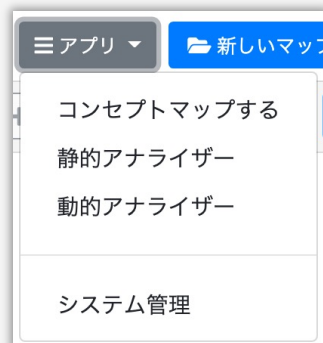 アプリ 新しいマップ
コンセプトマップする
静的アナライザー
動的アナライザー
システム管理